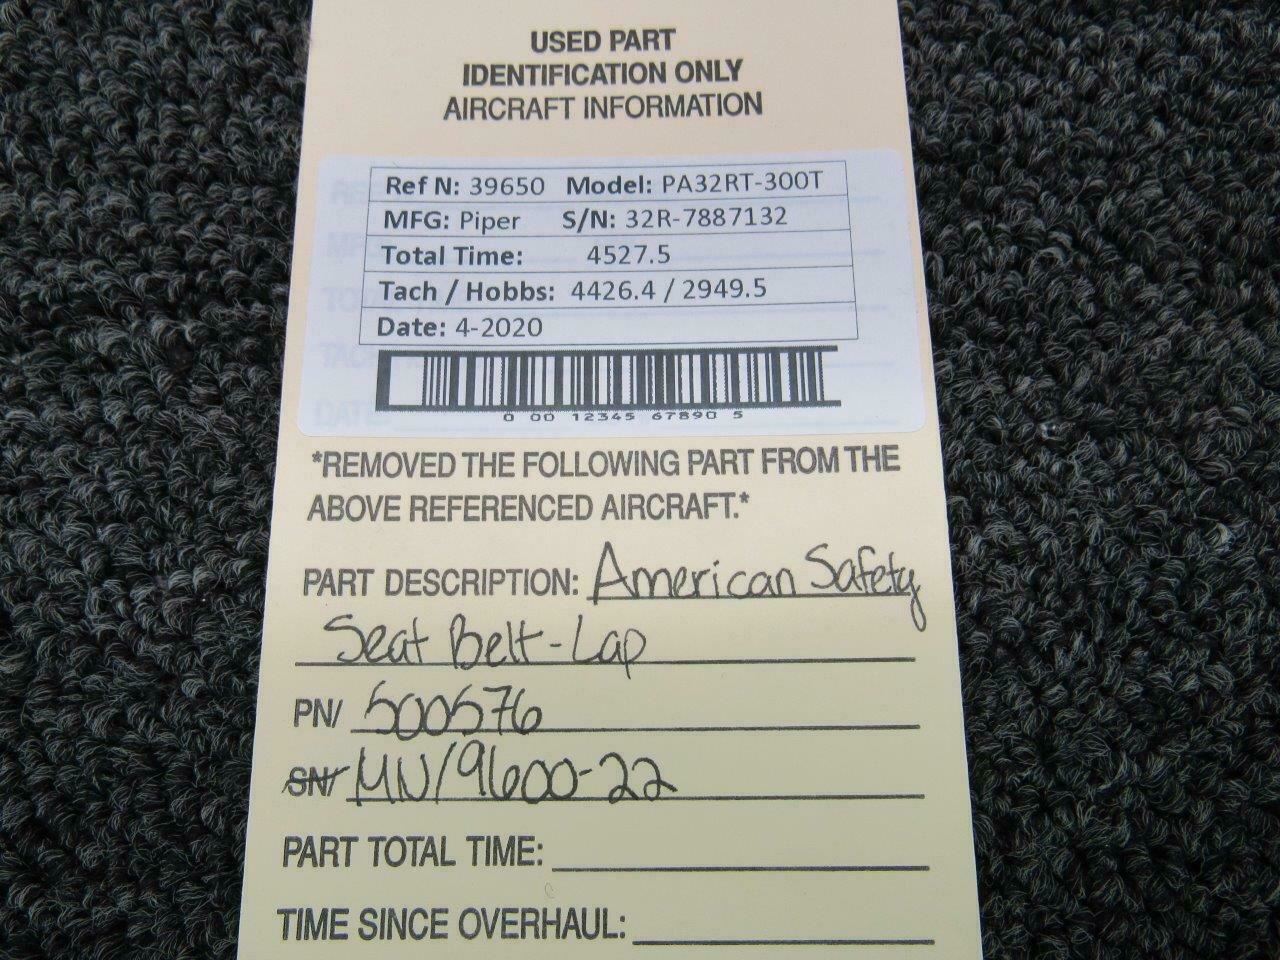 USED PART
IDENTIFICATION ONLY
AIRCRAFT INFORMATION
Ref N: 39650 Model: PA32RT-300T
MFG: Piper S/N: 32R-7887132
Total Time: 4527.5
Tach / Hobbs: 4426.4 / 2949.5
Date: 4-2020
0 00 12345 67890 5
*REMOVED THE FOLLOWING PART FROM THE
ABOVE REFERENCED AIRCRAFT.*
PART DESCRIPTION: American Safety
Seat Belt-Lap
PN/ 500576
SN/ MN/9600-22
PART TOTAL TIME:
TIME SINCE OVERHAUL: